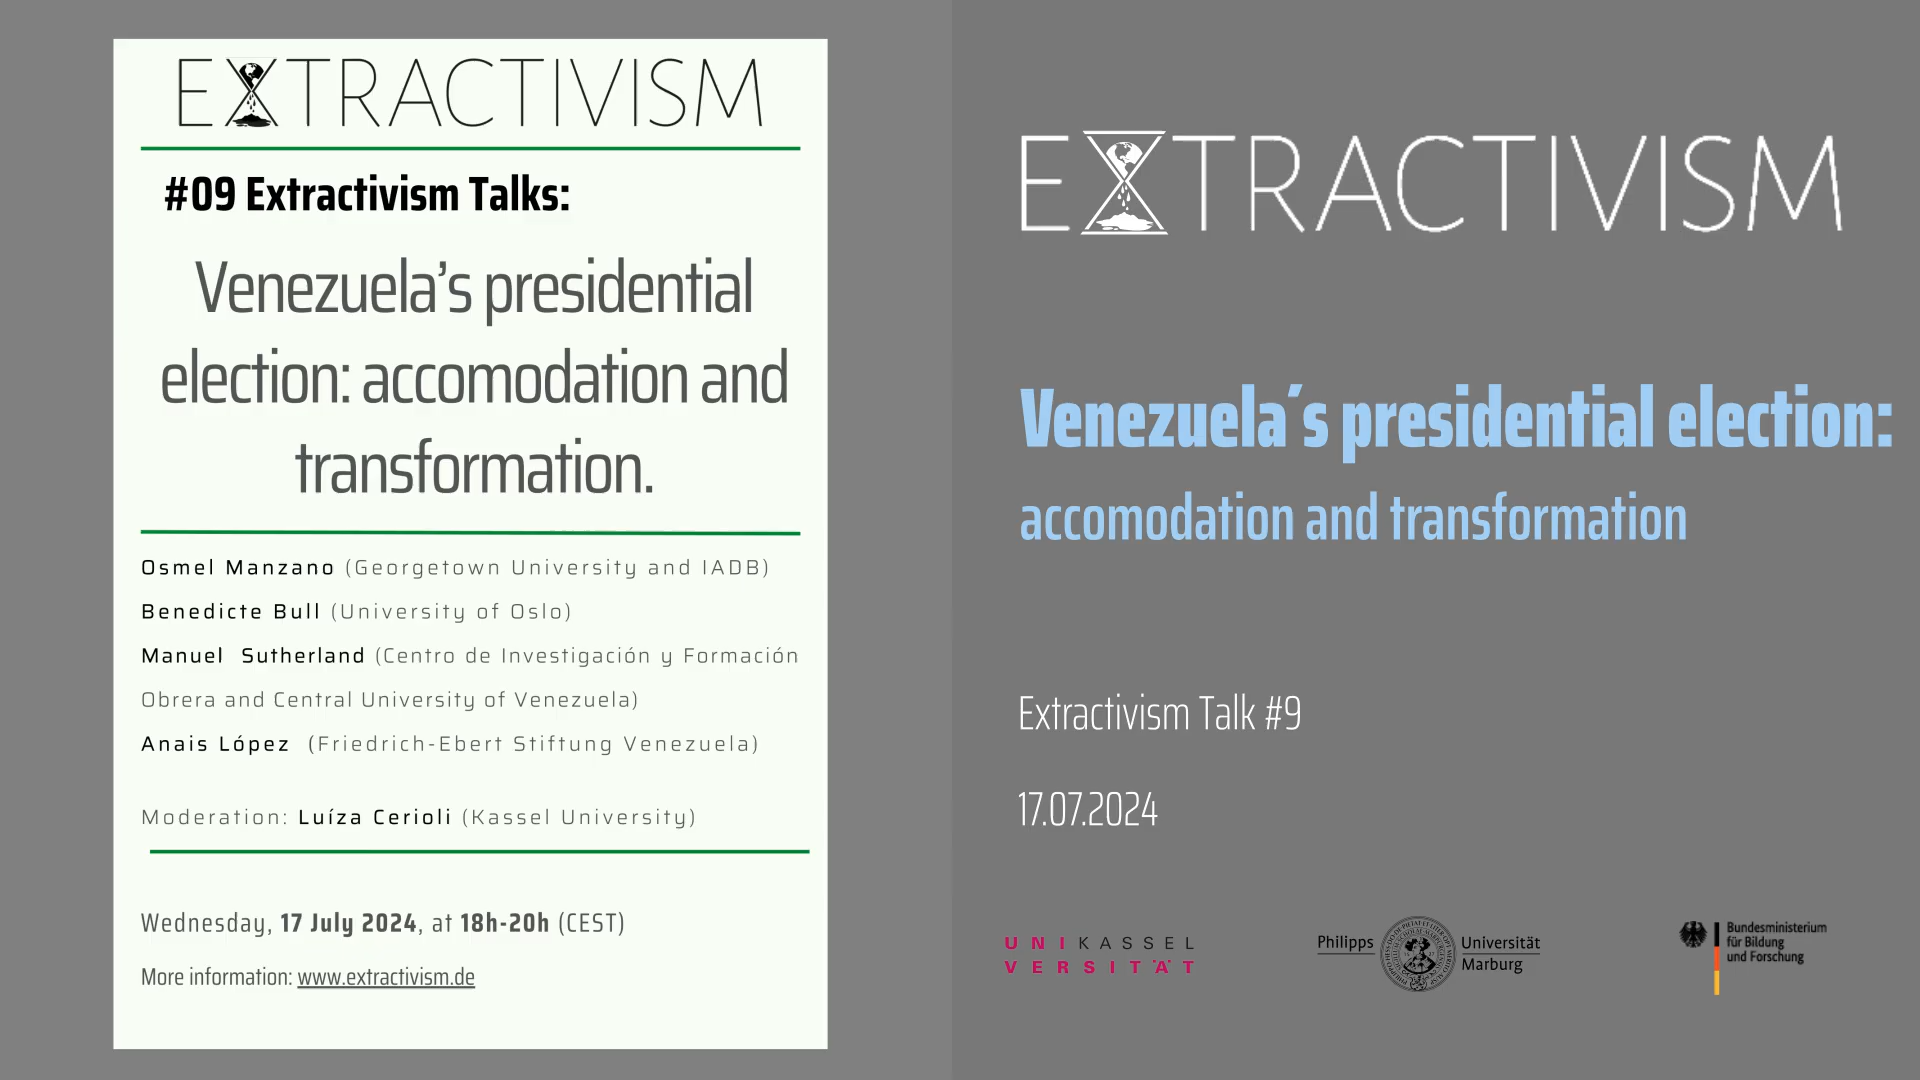 EXTRACTIVISM
#09 Extractivism Talks:
Venezuela’s presidential
election: accomodation and
transformation.
Osmel Manzano (Georgetown University and IADB)
Benedicte Bull (University of Oslo)
Manuel Sutherland (Centro de Investigación y Formación
Obrera and Central University of Venezuela)
Anais López (Friedrich-Ebert Stiftung Venezuela)
Moderation: Luíza Cerioli (Kassel University)
Wednesday, 17 July 2024, at 18h-20h (CEST)
More information: www.extractivism.de
EXTRACTIVISM
Venezuela´s presidential election:
accomodation and transformation
Extractivism Talk #9
17.07.2024
UNIKASSEL
VERSITÄT
Philipps Universität
Marburg
Bundesministerium
für Bildung
und Forschung